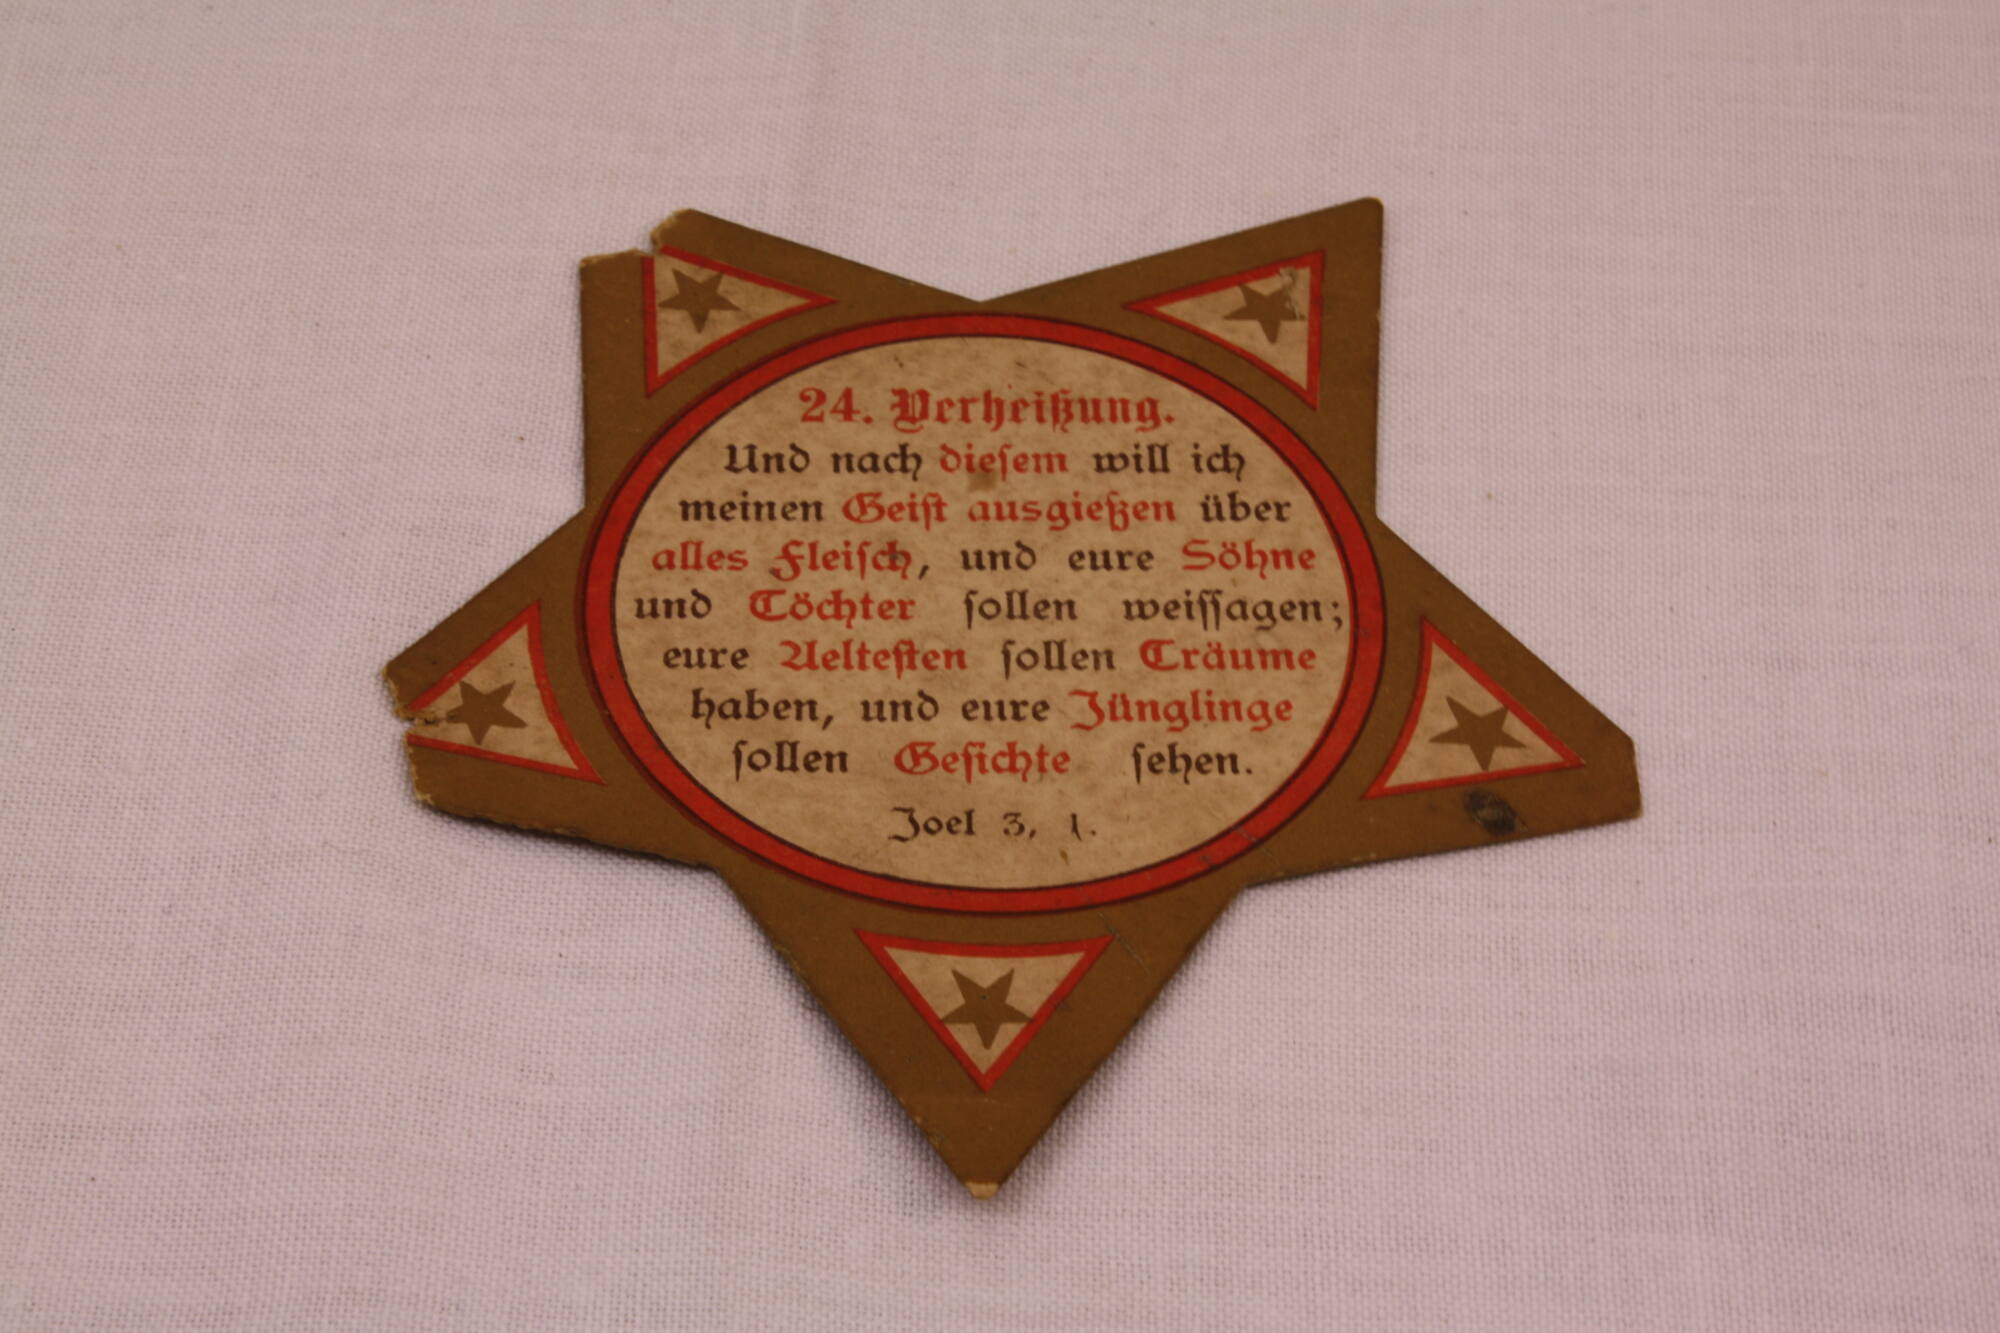 24. Verheißung.
Und nach diesem will ich
meinen Geist ausgießen über
alles Fleisch, und eure Söhne
und Töchter sollen weissagen;
eure Aeltesten sollen Träume
haben, und eure Jünglinge
sollen Gesichte sehen.
Joel 3, 1.